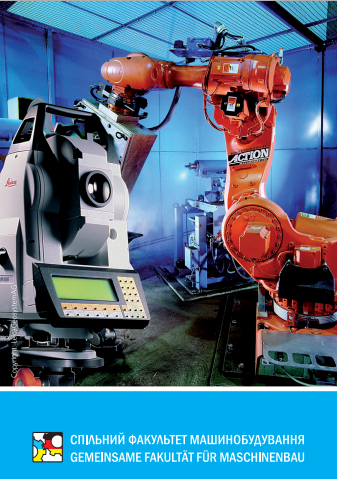 Leica
ACTION
СПІЛЬНИЙ ФАКУЛЬТЕТ МАШИНОБУДУВАННЯ
GEMEINSAME FAKULTÄT FÜR MASCHINENBAU